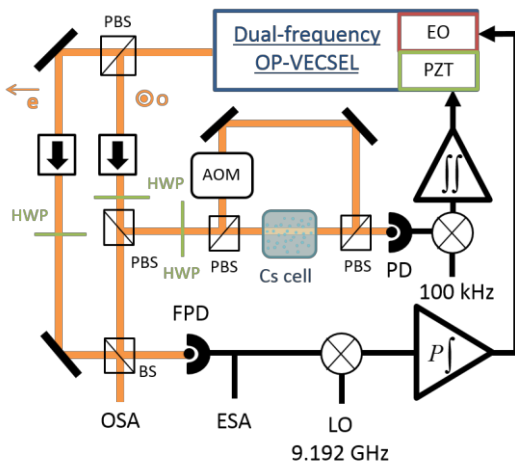 PBS
Dual-frequency
OP-VECSEL
EO
PZT
e
o
AOM
∬
HWP
HWP
HWP
PBS
PBS
Cs cell
PBS
PD
100 kHz
FPD
BS
P∫
OSA
ESA
LO
9.192 GHz